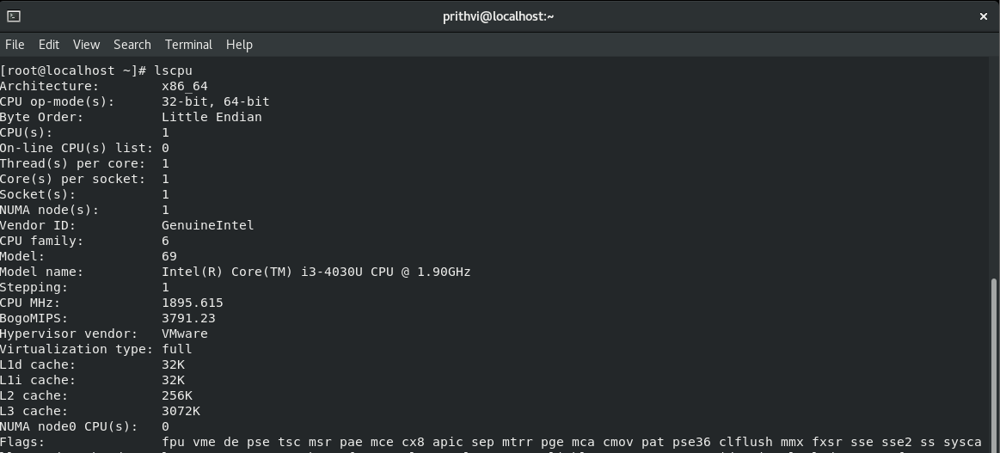 prithvi@localhost:~
File Edit View Search Terminal Help
[root@localhost ~]# lscpu
Architecture:        x86_64
CPU op-mode(s):      32-bit, 64-bit
Byte Order:          Little Endian
CPU(s):              1
On-line CPU(s) list: 0
Thread(s) per core:  1
Core(s) per socket:  1
Socket(s):           1
NUMA node(s):        1
Vendor ID:           GenuineIntel
CPU family:          6
Model:               69
Model name:          Intel(R) Core(TM) i3-4030U CPU @ 1.90GHz
Stepping:            1
CPU MHz:             1895.615
BogoMIPS:            3791.23
Hypervisor vendor:   VMware
Virtualization type: full
L1d cache:           32K
L1i cache:           32K
L2 cache:            256K
L3 cache:            3072K
NUMA node0 CPU(s):   0
Flags:               fpu vme de pse tsc msr pae mce cx8 apic sep mtrr pge mca cmov pat pse36 clflush mmx fxsr sse sse2 ss sysca